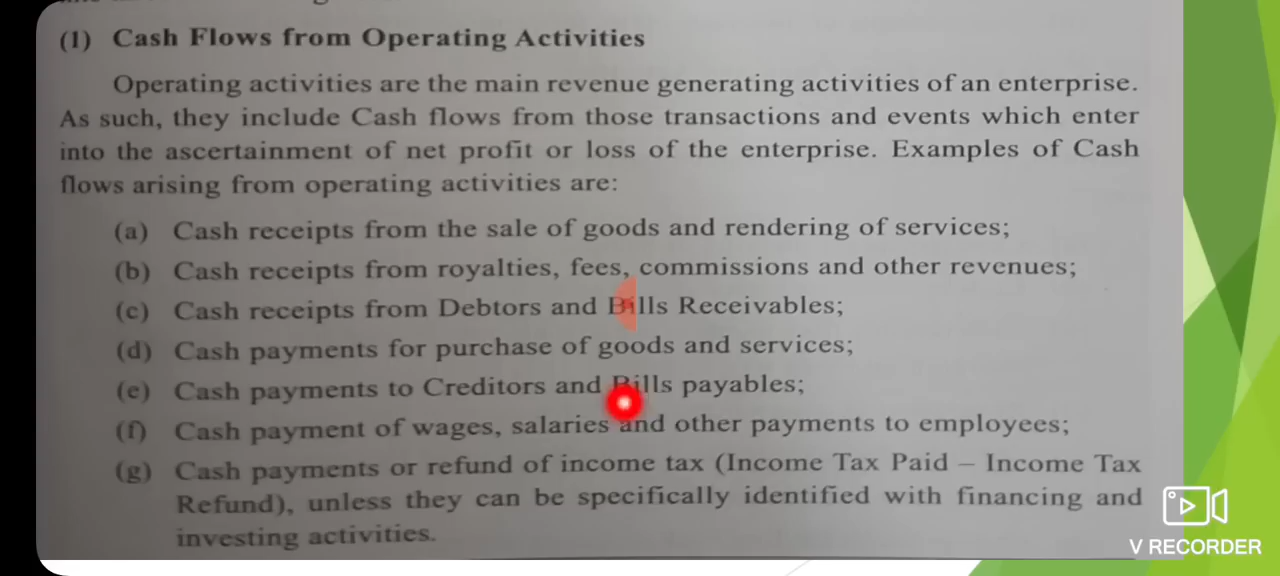 (1) Cash Flows from Operating Activities
Operating activities are the main revenue generating activities of an enterprise.
As such, they include Cash flows from those transactions and events which enter
into the ascertainment of net profit or loss of the enterprise. Examples of Cash
flows arising from operating activities are:
(a) Cash receipts from the sale of goods and rendering of services;
(b) Cash receipts from royalties, fees, commissions and other revenues;
(c) Cash receipts from Debtors and Bills Receivables;
(d) Cash payments for purchase of goods and services;
(e) Cash payments to Creditors and Bills payables;
(f) Cash payment of wages, salaries and other payments to employees;
(g) Cash payments or refund of income tax (Income Tax Paid – Income Tax
Refund), unless they can be specifically identified with financing and
investing activities.
V RECORDER